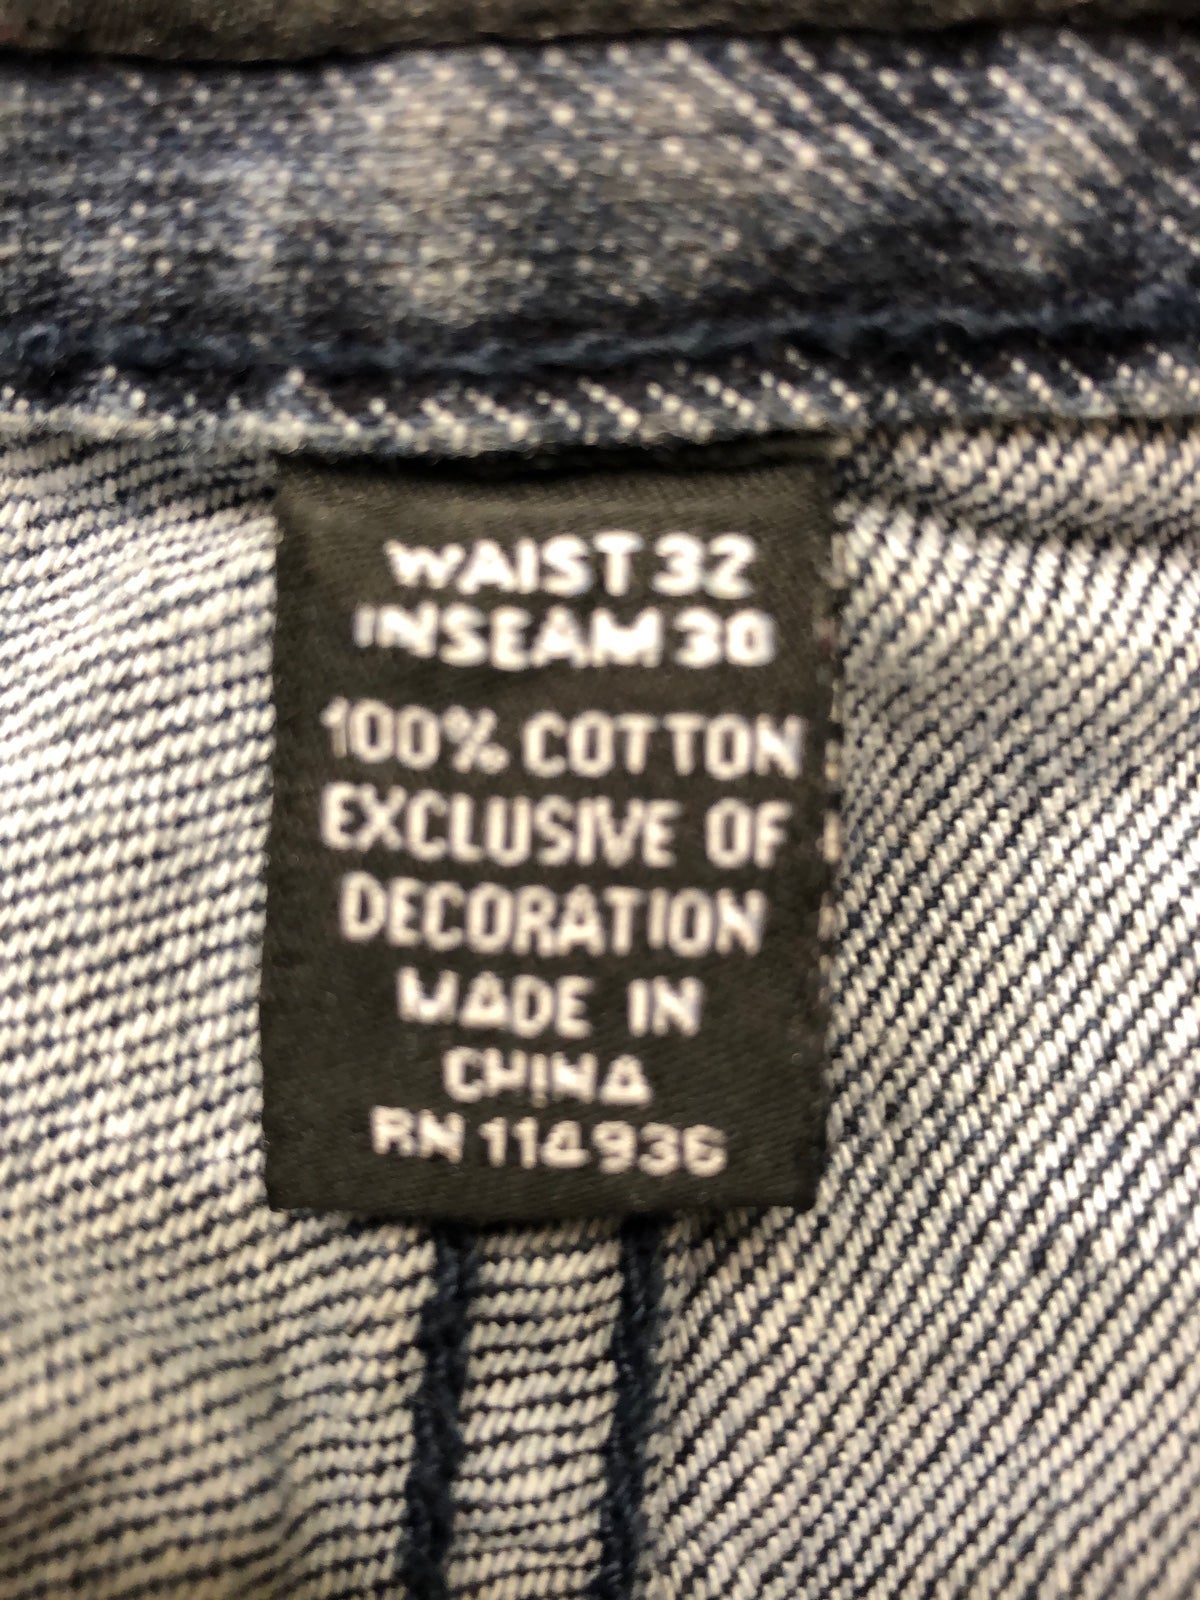 WAIST 32
INSEAM 30
100% COTTON
EXCLUSIVE OF
DECORATION
MADE IN
CHINA
RN 114936